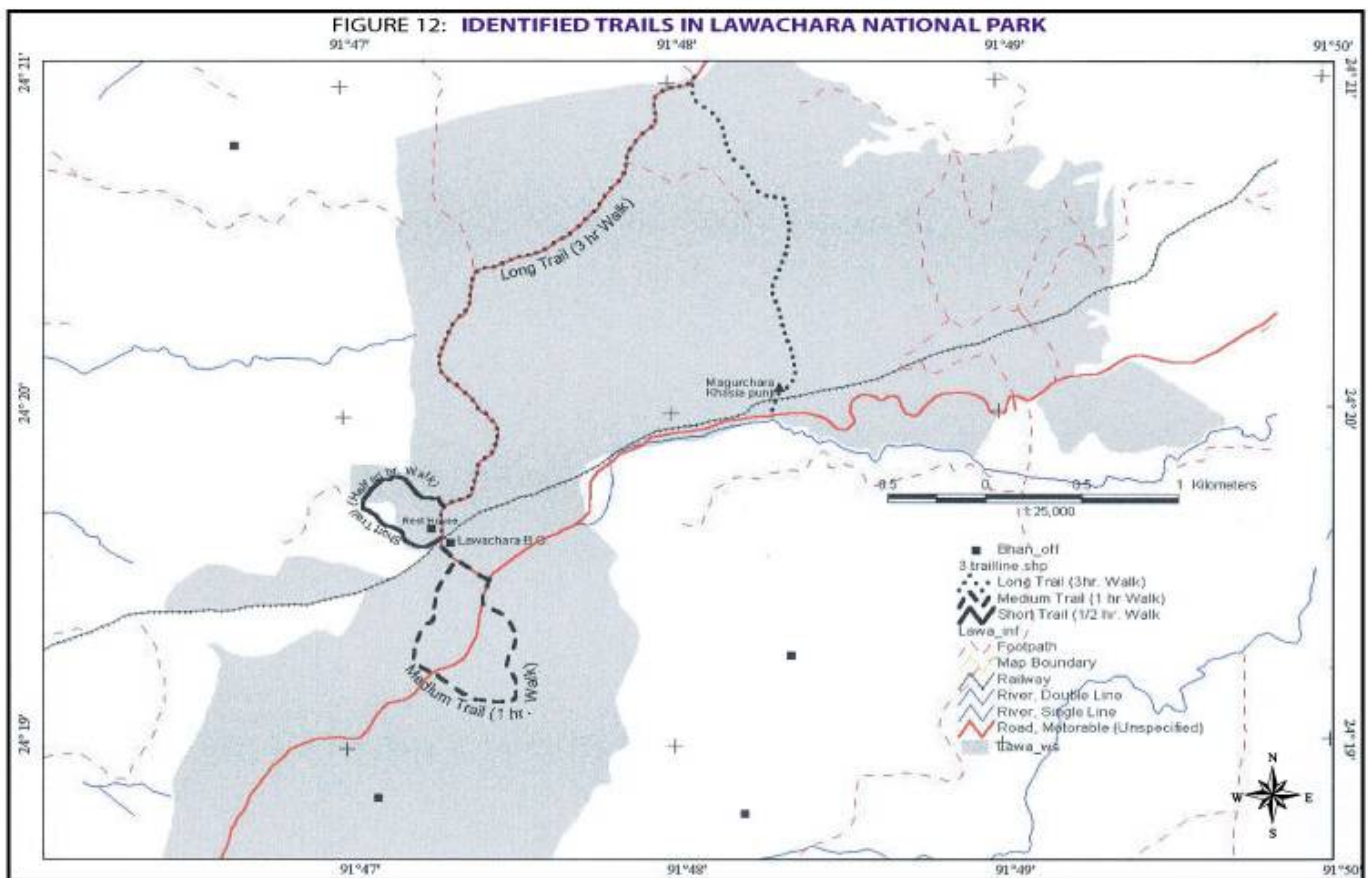 FIGURE 12: IDENTIFIED TRAILS IN LAWACHARA NATIONAL PARK
91°47' 91°48' 91°49' 91°50'
24° 21' 24° 21'
Long Trail (3 hr. Walk)
Magurchara
Khasia punji
24° 20' 24° 20'
(Half an hr. Walk)
Short Trail
Rest House
Lawachara B.O
0.5 0 0.5 1 Kilometers
1:25,000
Bhan_off
3 trailline.shp
Long Trail (3hr. Walk)
Medium Trail (1 hr Walk)
Short Trail (1/2 hr. Walk
Lawa_inf
Footpath
Map Boundary
Railway
River, Double Line
River, Single Line
Road, Motorable (Unspecified)
Medium Trail (1 hr. Walk)
24° 19' 24° 19'
N
W E
S
91°47' 91°48' 91°49' 91°50'